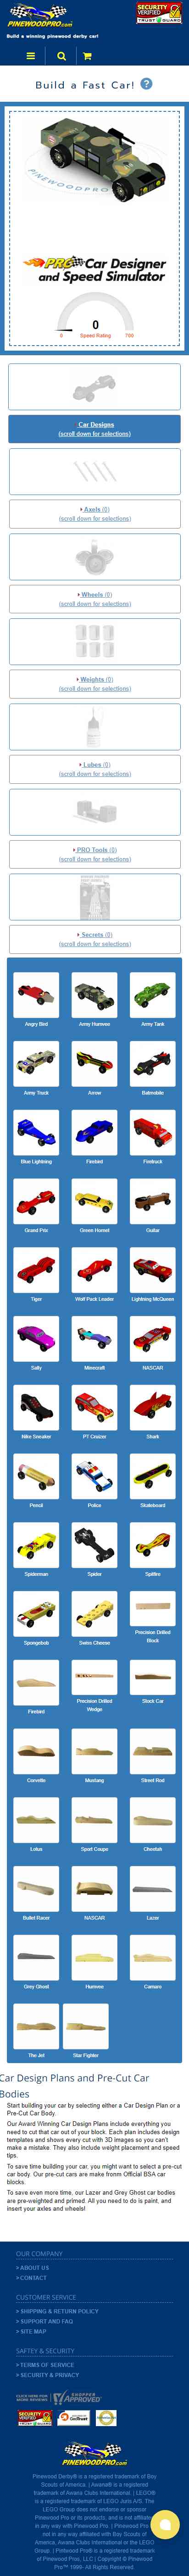 PINEWOODPRO.com
SECURITY
VERIFIED
TRUST GUARD
Build a winning pinewood derby car!
Build a Fast Car! ?
PINEWOODPRO
PRO Car Designer
and Speed Simulator
0
0 Speed Rating 700
Car Designs
(scroll down for selections)
Axels (0)
(scroll down for selections)
Wheels (0)
(scroll down for selections)
Weights (0)
(scroll down for selections)
Lubes (0)
(scroll down for selections)
PRO Tools (0)
(scroll down for selections)
Secrets (0)
(scroll down for selections)
Angry Bird Army Humvee Army Tank
Army Truck Arrow Batmobile
Blue Lightning Firebird Firetruck
Grand Prix Green Hornet Guitar
Tiger Wolf Pack Leader Lightning McQueen
Sally Minecraft NASCAR
Nike Sneaker PT Cruizer Shark
Pencil Police Skateboard
Spiderman Spider Spitfire
Spongebob Swiss Cheese Precision Drilled
Block
Firebird Precision Drilled
Wedge Stock Car
Corvette Mustang Street Rod
Lotus Sport Coupe Cheetah
Bullet Racer NASCAR Lazer
Grey Ghost Humvee Camaro
The Jet Star Fighter
Car Design Plans and Pre-Cut Car
Bodies
Start building your car by selecting either a Car Design Plan or a
Pre-Cut Car Body.
Our Award Winning Car Design Plans include everything you
need to cut that car out of your block. Each plan includes design
templates and shows every cut with 3D Images so you can't
make a mistake. They also include weight placement and speed
tips.
To save time building your car, you might want to select a pre-cut
car body. Our pre-cut cars are make from Official BSA car
blocks.
To save even more time, our Lazer and Grey Ghost car bodies
are pre-weighted and primed. All you need to do is paint, and
insert your axles and wheels!
OUR COMPANY
> ABOUT US
> CONTACT
CUSTOMER SERVICE
> SHIPPING & RETURN POLICY
> SUPPORT AND FAQ
> SITE MAP
SAFTEY & SECURITY
> TERMS OF SERVICE
> SECURITY & PRIVACY
CLICK HERE FOR
MORE REVIEWS
SHOPPER
APPROVED
SECURITY
VERIFIED
TRUST GUARD
PINEWOODPRO.com
Pinewood Derby® is a registered trademark of Boy
Scouts of America. | Awana® is a registered
trademark of Awana Clubs International. | LEGO®
is a registered trademark of LEGO Juris A/S. The
LEGO Group does not endorse or sponsor
Pinewood Pro or its products, and is not affiliated
in any way with Pinewood Pro. | Pinewood Pro is
not in any way affiliated with Boy Scouts of
America, Awana Clubs International or the LEGO
Group. | Pinewood Pro® is a registered trademark
of Pinewood Pros, LLC | Copyright © Pinewood
Pro™ 1999- All Rights Reserved